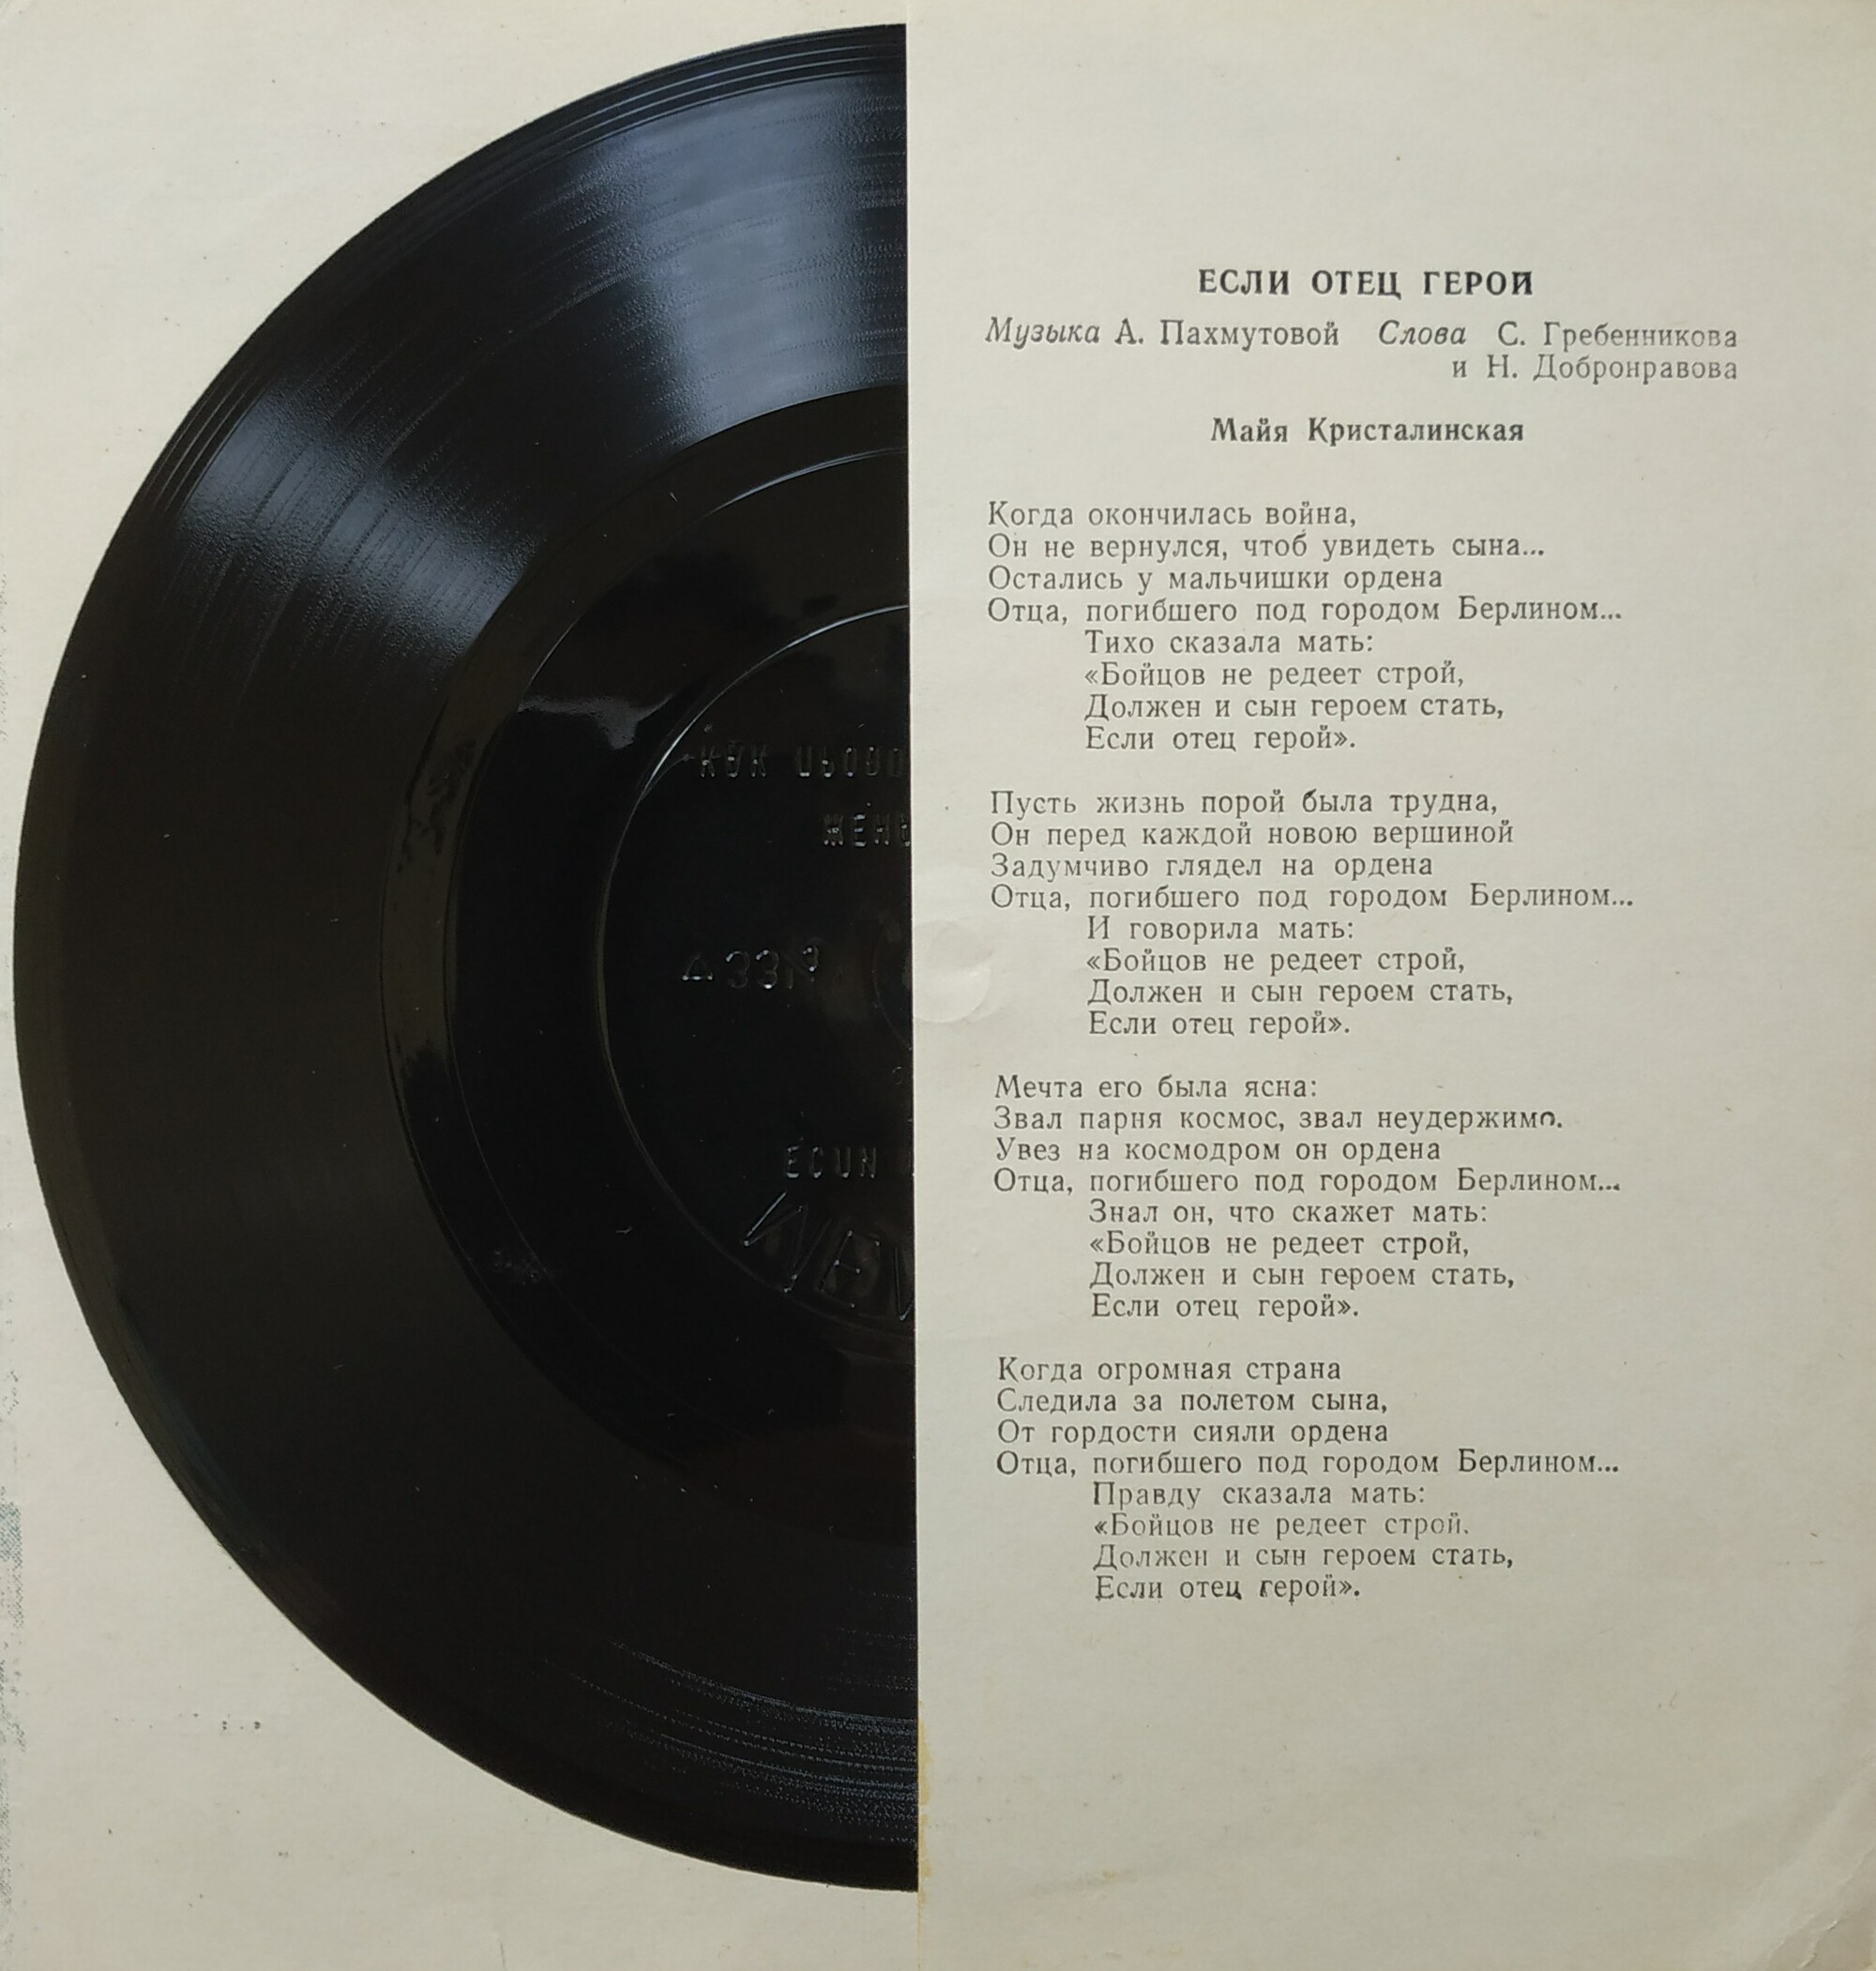 ЕСЛИ ОТЕЦ ГЕРОЙ
Музыка А. Пахмутовой Слова С. Гребенникова
и Н. Добронравова
Майя Кристалинская
Когда окончилась война,
Он не вернулся, чтоб увидеть сына...
Остались у мальчишки ордена
Отца, погибшего под городом Берлином...
Тихо сказала мать:
«Бойцов не редеет строй,
Должен и сын героем стать,
Если отец герой».
Пусть жизнь порой была трудна,
Он перед каждой новою вершиной
Задумчиво глядел на ордена
Отца, погибшего под городом Берлином...
И говорила мать:
«Бойцов не редеет строй,
Должен и сын героем стать,
Если отец герой».
Мечта его была ясна:
Звал парня космос, звал неудержимо.
Увез на космодром он ордена
Отца, погибшего под городом Берлином...
Знал он, что скажет мать:
«Бойцов не редеет строй,
Должен и сын героем стать,
Если отец герой».
Когда огромная страна
Следила за полетом сына,
От гордости сияли ордена
Отца, погибшего под городом Берлином...
Правду сказала мать:
«Бойцов не редеет строй,
Должен и сын героем стать,
Если отец герой».